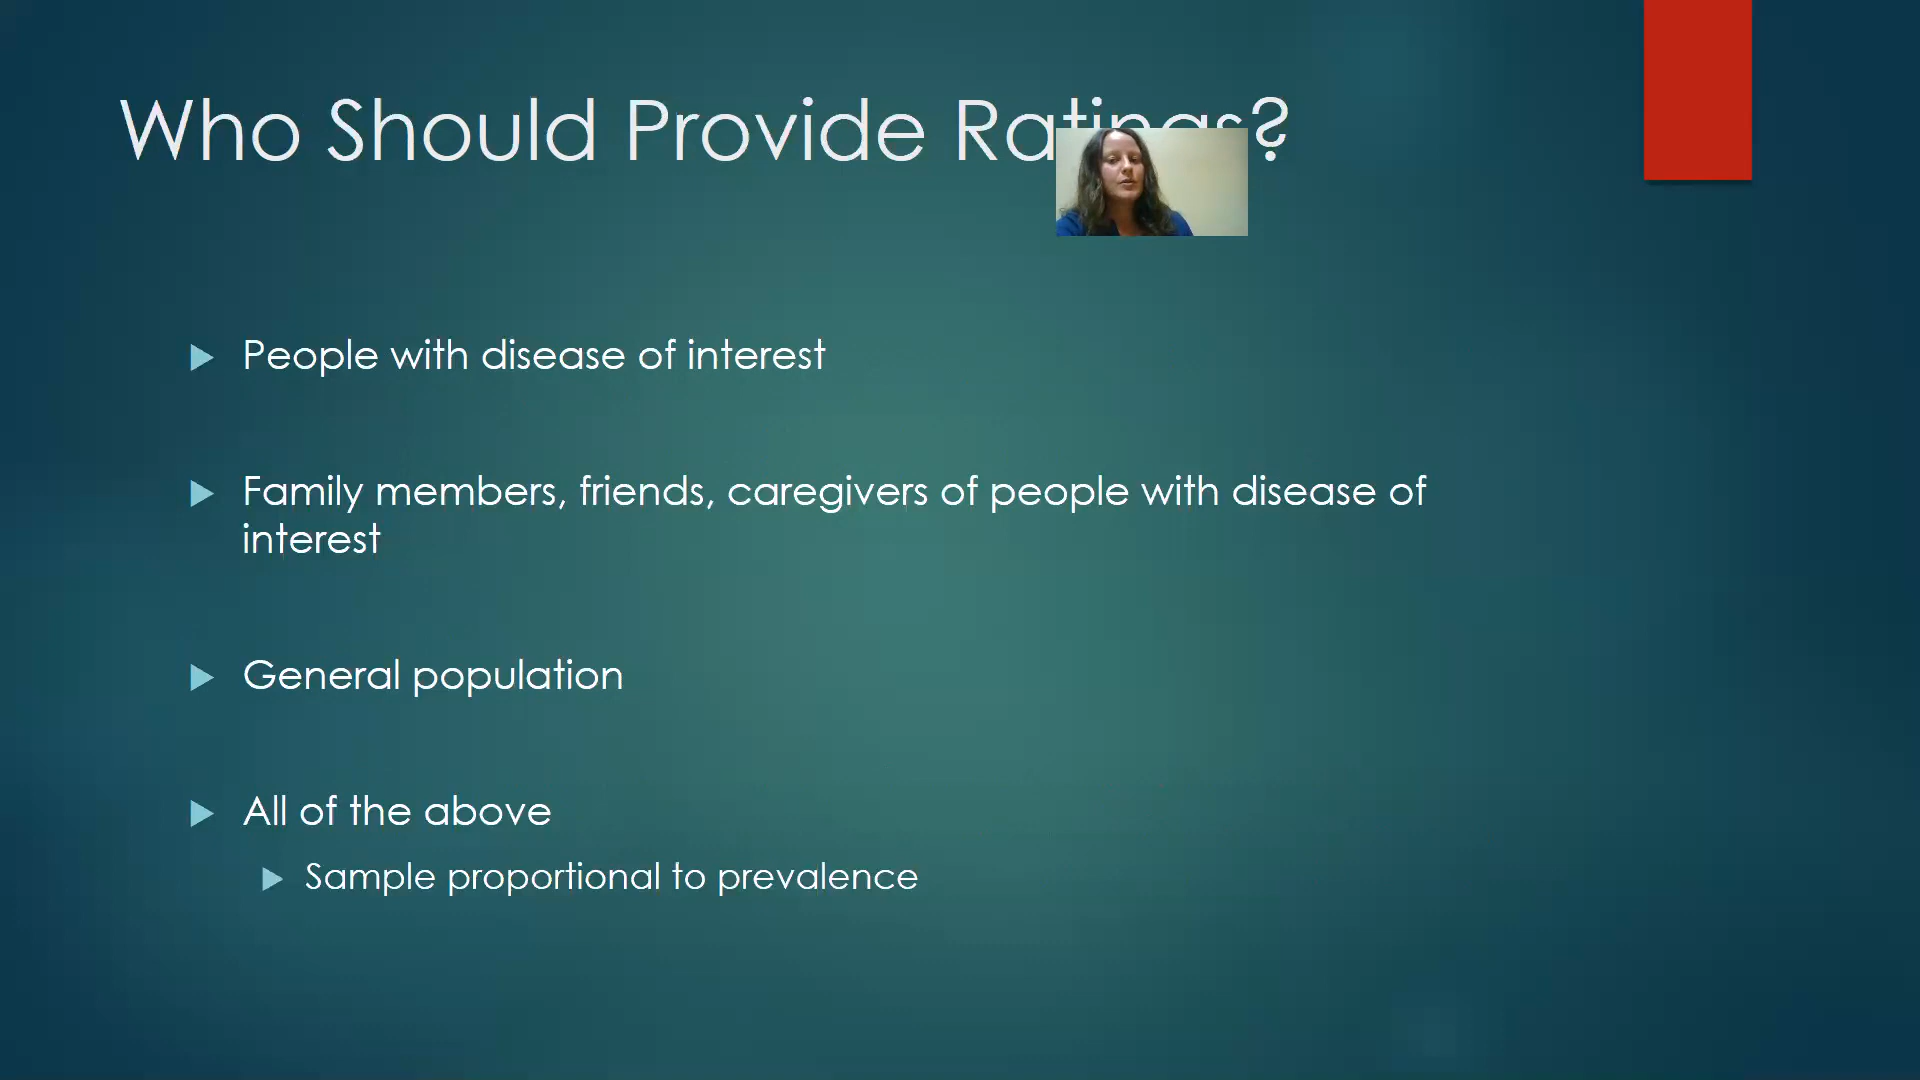 Who Should Provide Ratings?
People with disease of interest
Family members, friends, caregivers of people with disease of
interest
General population
All of the above
Sample proportional to prevalence